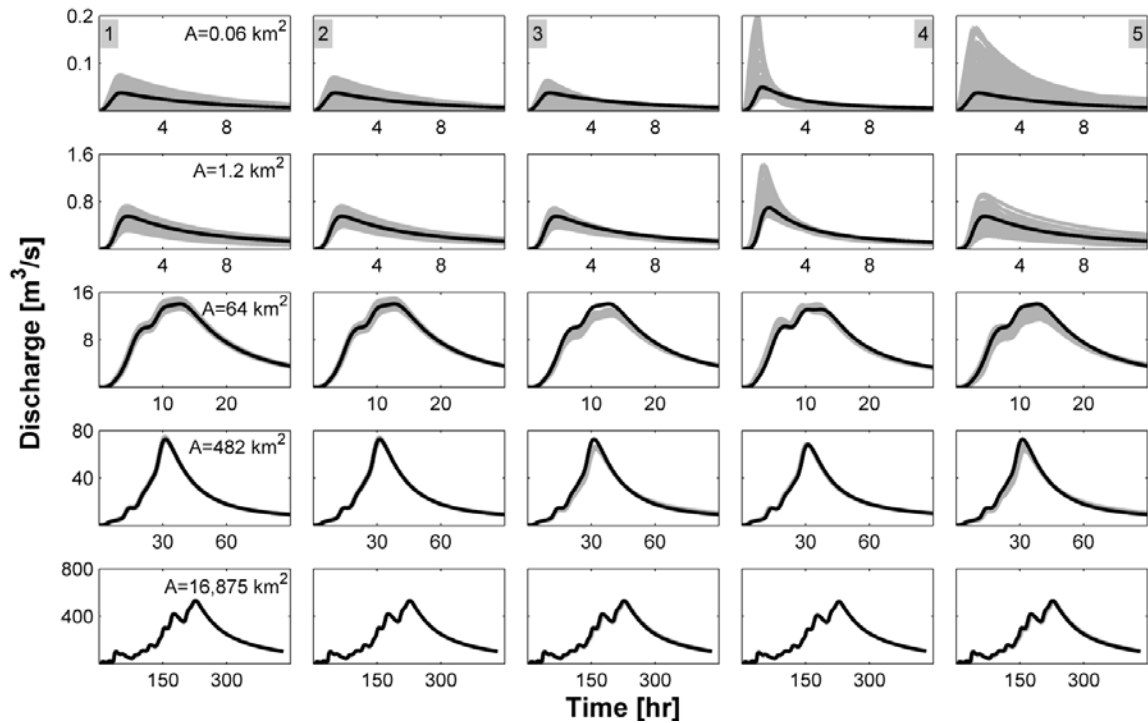 1 A=0.06 km² 2 3 4 5
0.2
0.1
4 8 4 8 4 8 4 8 4 8
A=1.2 km²
1.6
0.8
4 8 4 8 4 8 4 8 4 8
A=64 km²
16
8
10 20 10 20 10 20 10 20 10 20
A=482 km²
80
40
30 60 30 60 30 60 30 60 30 60
A=16,875 km²
800
400
150 300 150 300 150 300 150 300 150 300
Discharge [m³/s]
Time [hr]